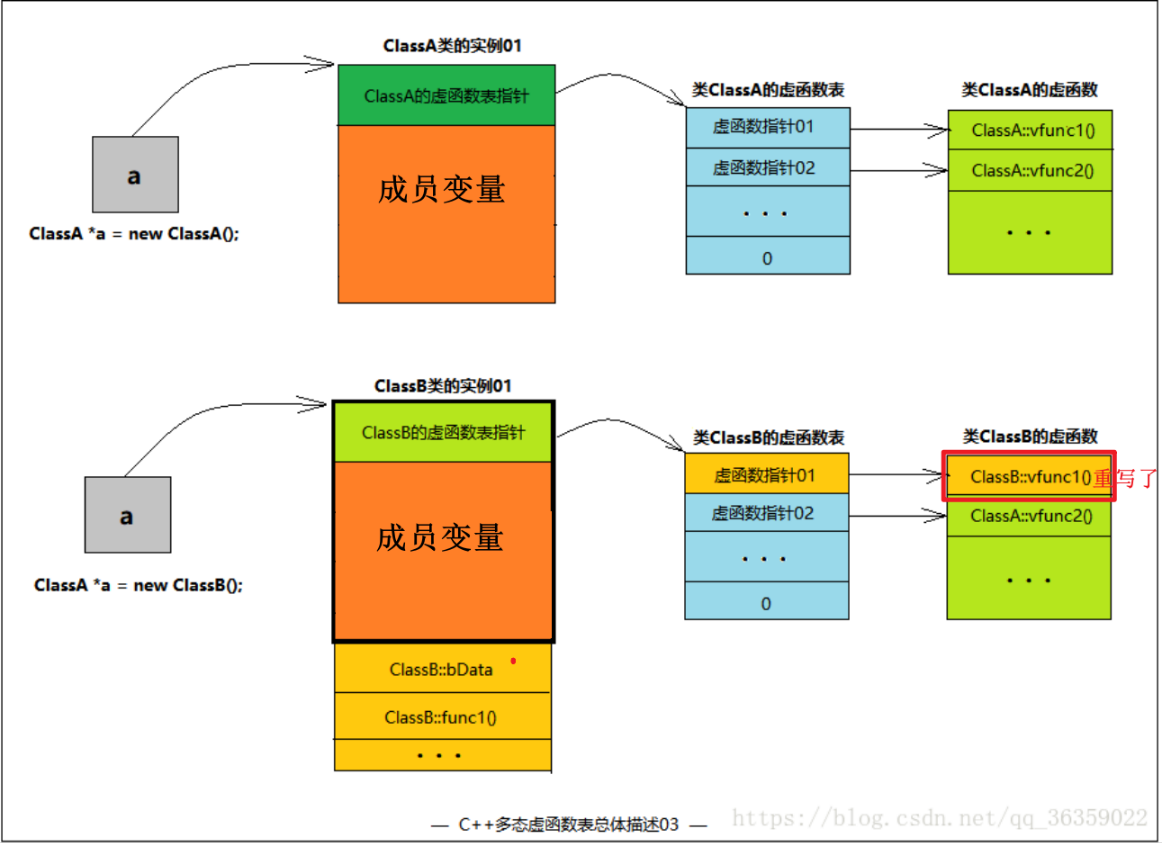 ClassA类的实例01
ClassA的虚函数表指针
成员变量
a
ClassA *a = new ClassA();
类ClassA的虚函数表
虚函数指针01
虚函数指针02
...
0
类ClassA的虚函数
ClassA::vfunc1()
ClassA::vfunc2()
...
ClassB类的实例01
ClassB的虚函数表指针
成员变量
a
ClassA *a = new ClassB();
ClassB::bData
ClassB::func1()
...
类ClassB的虚函数表
虚函数指针01
虚函数指针02
...
0
类ClassB的虚函数
ClassB::vfunc1()重写了
ClassA::vfunc2()
...
— C++多态虚函数表总体描述03 —
https://blog.csdn.net/qq_36359022